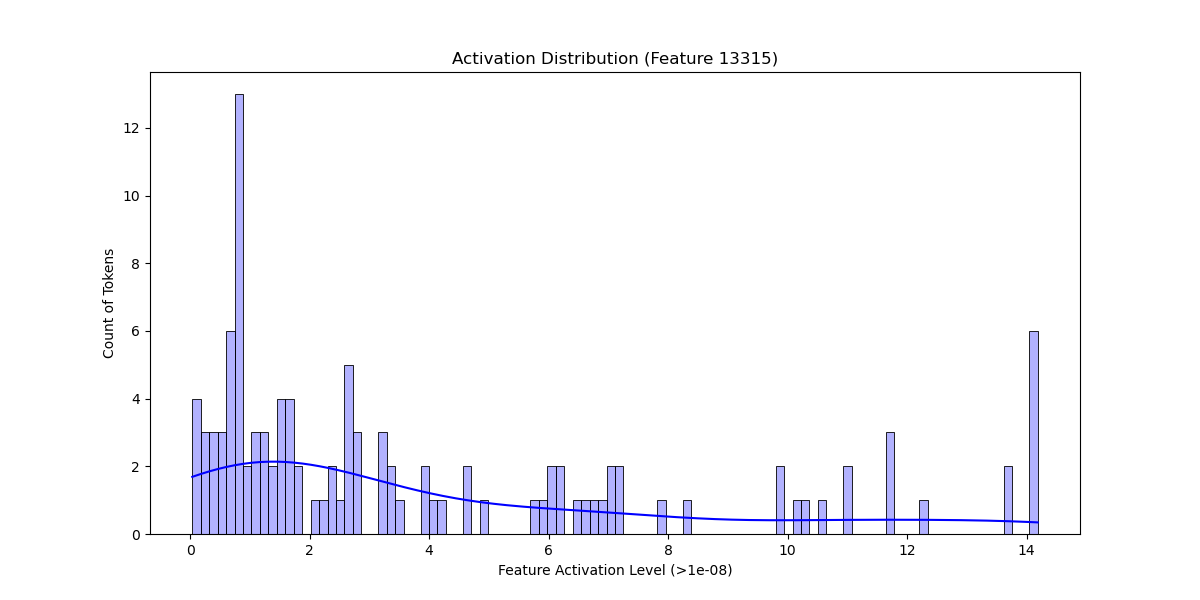 Activation Distribution (Feature 13315)
12
10
8
6
4
2
0
Count of Tokens
0 2 4 6 8 10 12 14
Feature Activation Level (>1e-08)